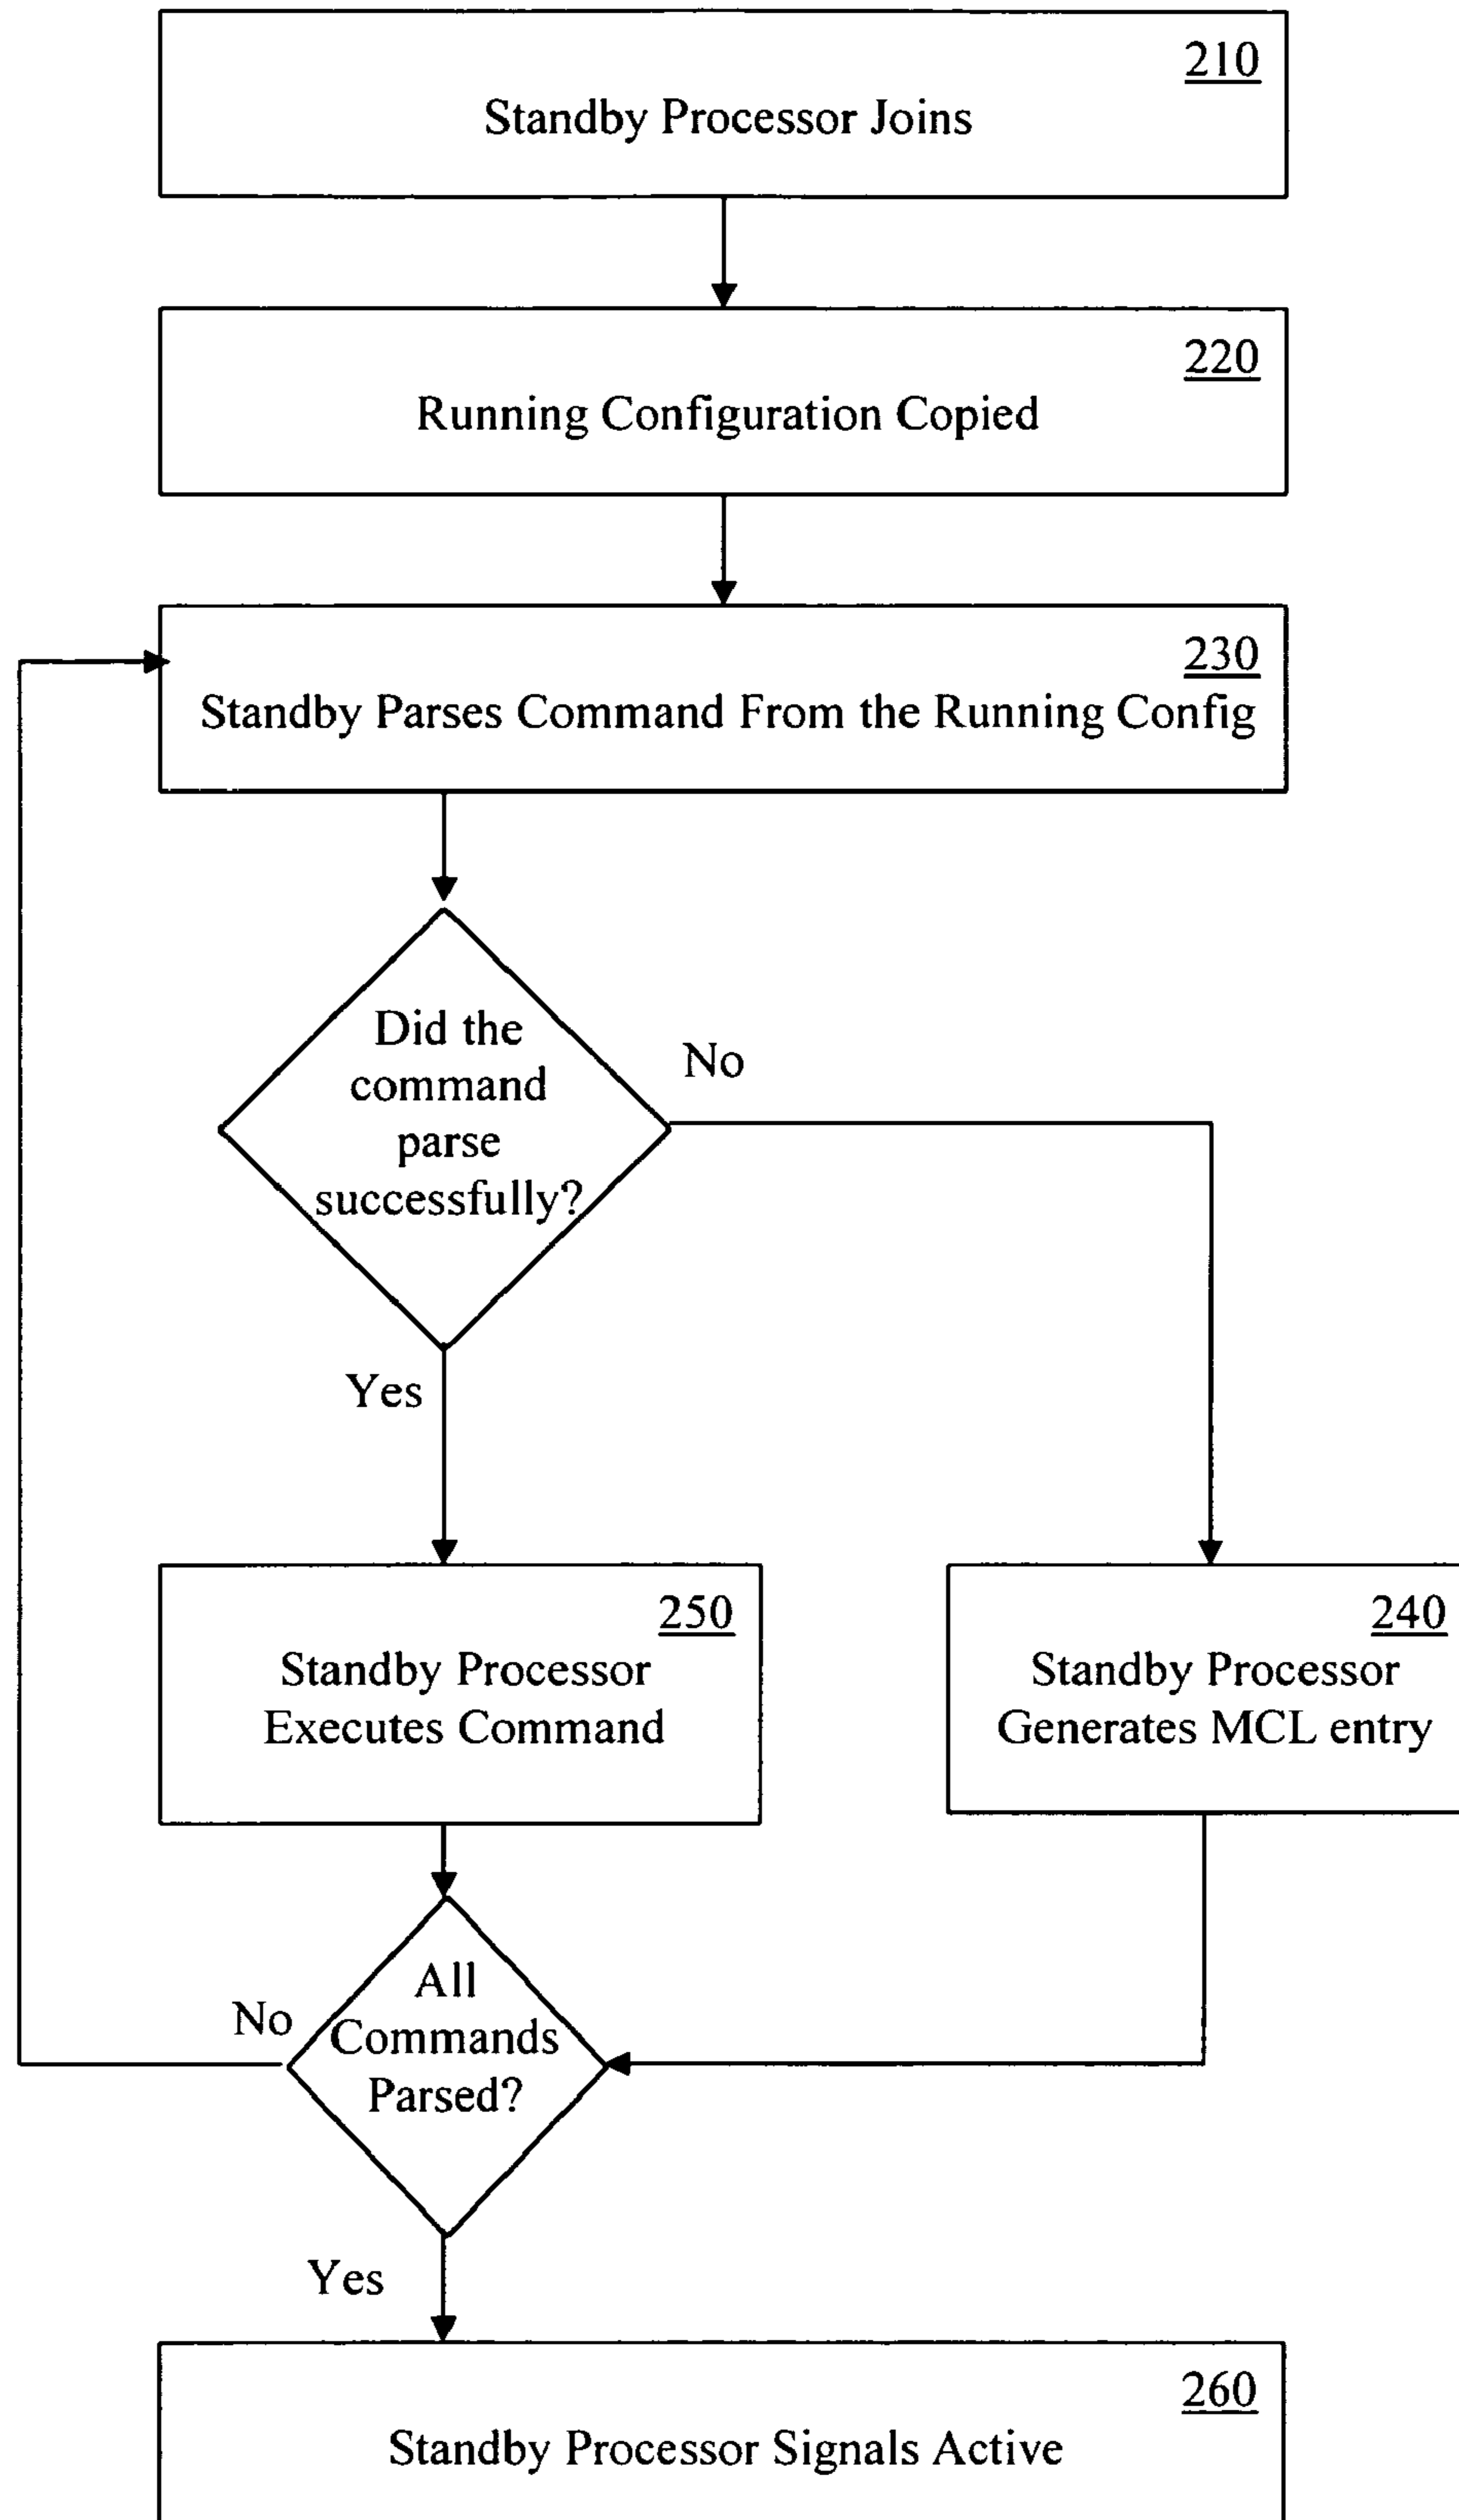 210
Standby Processor Joins
220
Running Configuration Copied
230
Standby Parses Command From the Running Config
Did the
command
parse
successfully?
No
Yes
250
Standby Processor
Executes Command
240
Standby Processor
Generates MCL entry
All
Commands
Parsed?
No
Yes
260
Standby Processor Signals Active